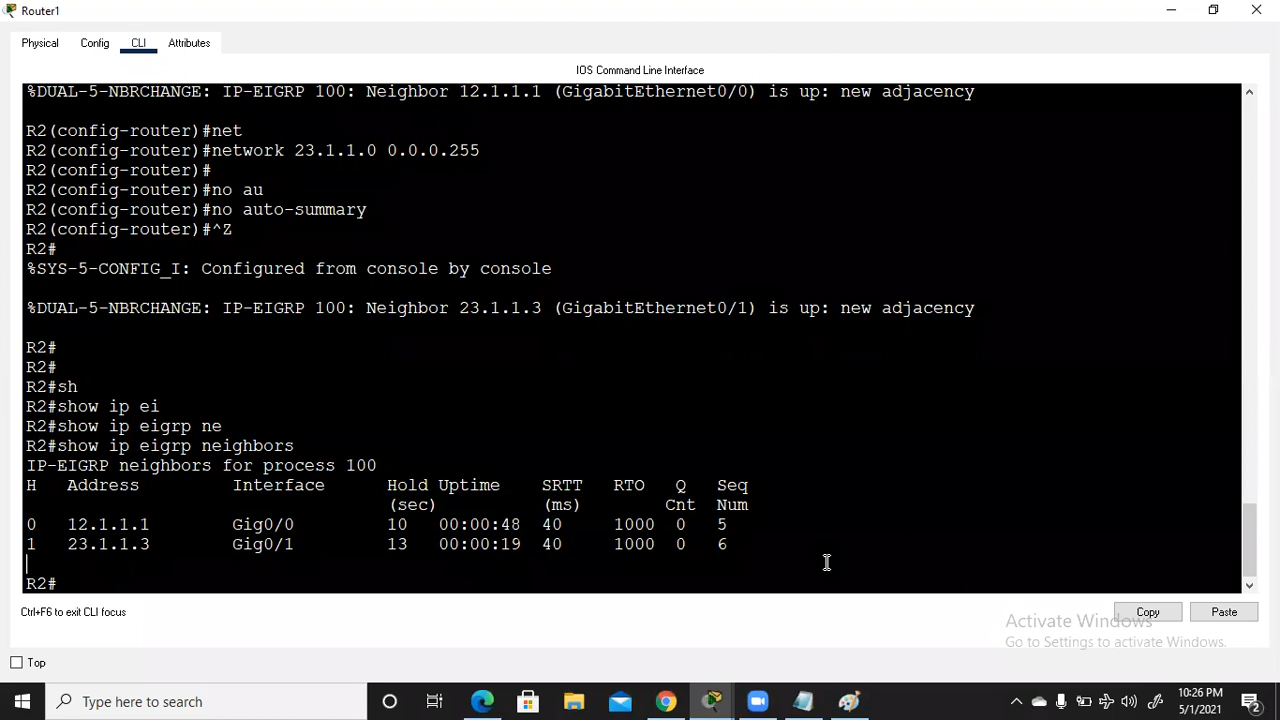 Router1
Physical Config CLI Attributes
IOS Command Line Interface
%DUAL-5-NBRCHANGE: IP-EIGRP 100: Neighbor 12.1.1.1 (GigabitEthernet0/0) is up: new adjacency
R2(config-router)#net
R2(config-router)#network 23.1.1.0 0.0.0.255
R2(config-router)#
R2(config-router)#no au
R2(config-router)#no auto-summary
R2(config-router)#^Z
R2#
%SYS-5-CONFIG_I: Configured from console by console
%DUAL-5-NBRCHANGE: IP-EIGRP 100: Neighbor 23.1.1.3 (GigabitEthernet0/1) is up: new adjacency
R2#
R2#
R2#sh
R2#show ip ei
R2#show ip eigrp ne
R2#show ip eigrp neighbors
IP-EIGRP neighbors for process 100
H Address Interface Hold Uptime SRTT RTO Q Seq
(sec) (ms) Cnt Num
0 12.1.1.1 Gig0/0 10 00:00:48 40 1000 0 5
1 23.1.1.3 Gig0/1 13 00:00:19 40 1000 0 6
R2#
Ctrl+F6 to exit CLI focus
Copy Paste
Activate Windows
Go to Settings to activate Windows.
Top
Type here to search
10:26 PM
5/1/2021
2